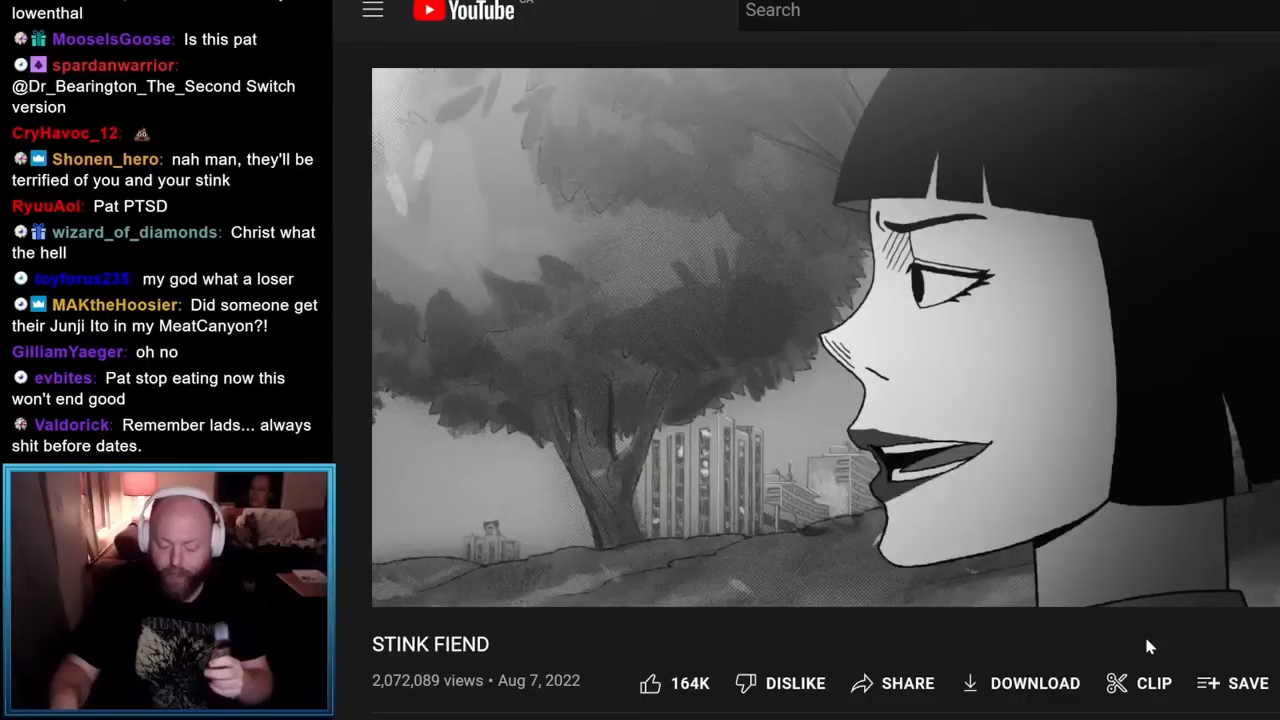 lowenthal
MooseIsGoose: Is this pat
spardanwarrior:
@Dr_Bearington_The_Second Switch
version
CryHavoc_12: 💩
Shonen_hero: nah man, they'll be
terrified of you and your stink
RyuuAoi: Pat PTSD
wizard_of_diamonds: Christ what
the hell
toyforus235 my god what a loser
MAKtheHoosier: Did someone get
their Junji Ito in my MeatCanyon?!
GilliamYaeger: oh no
evbites: Pat stop eating now this
won't end good
Valdorick: Remember lads... always
shit before dates.
HUNTIN
YouTube CA
Search
STINK FIEND
2,072,089 views • Aug 7, 2022
164K DISLIKE SHARE DOWNLOAD CLIP SAVE